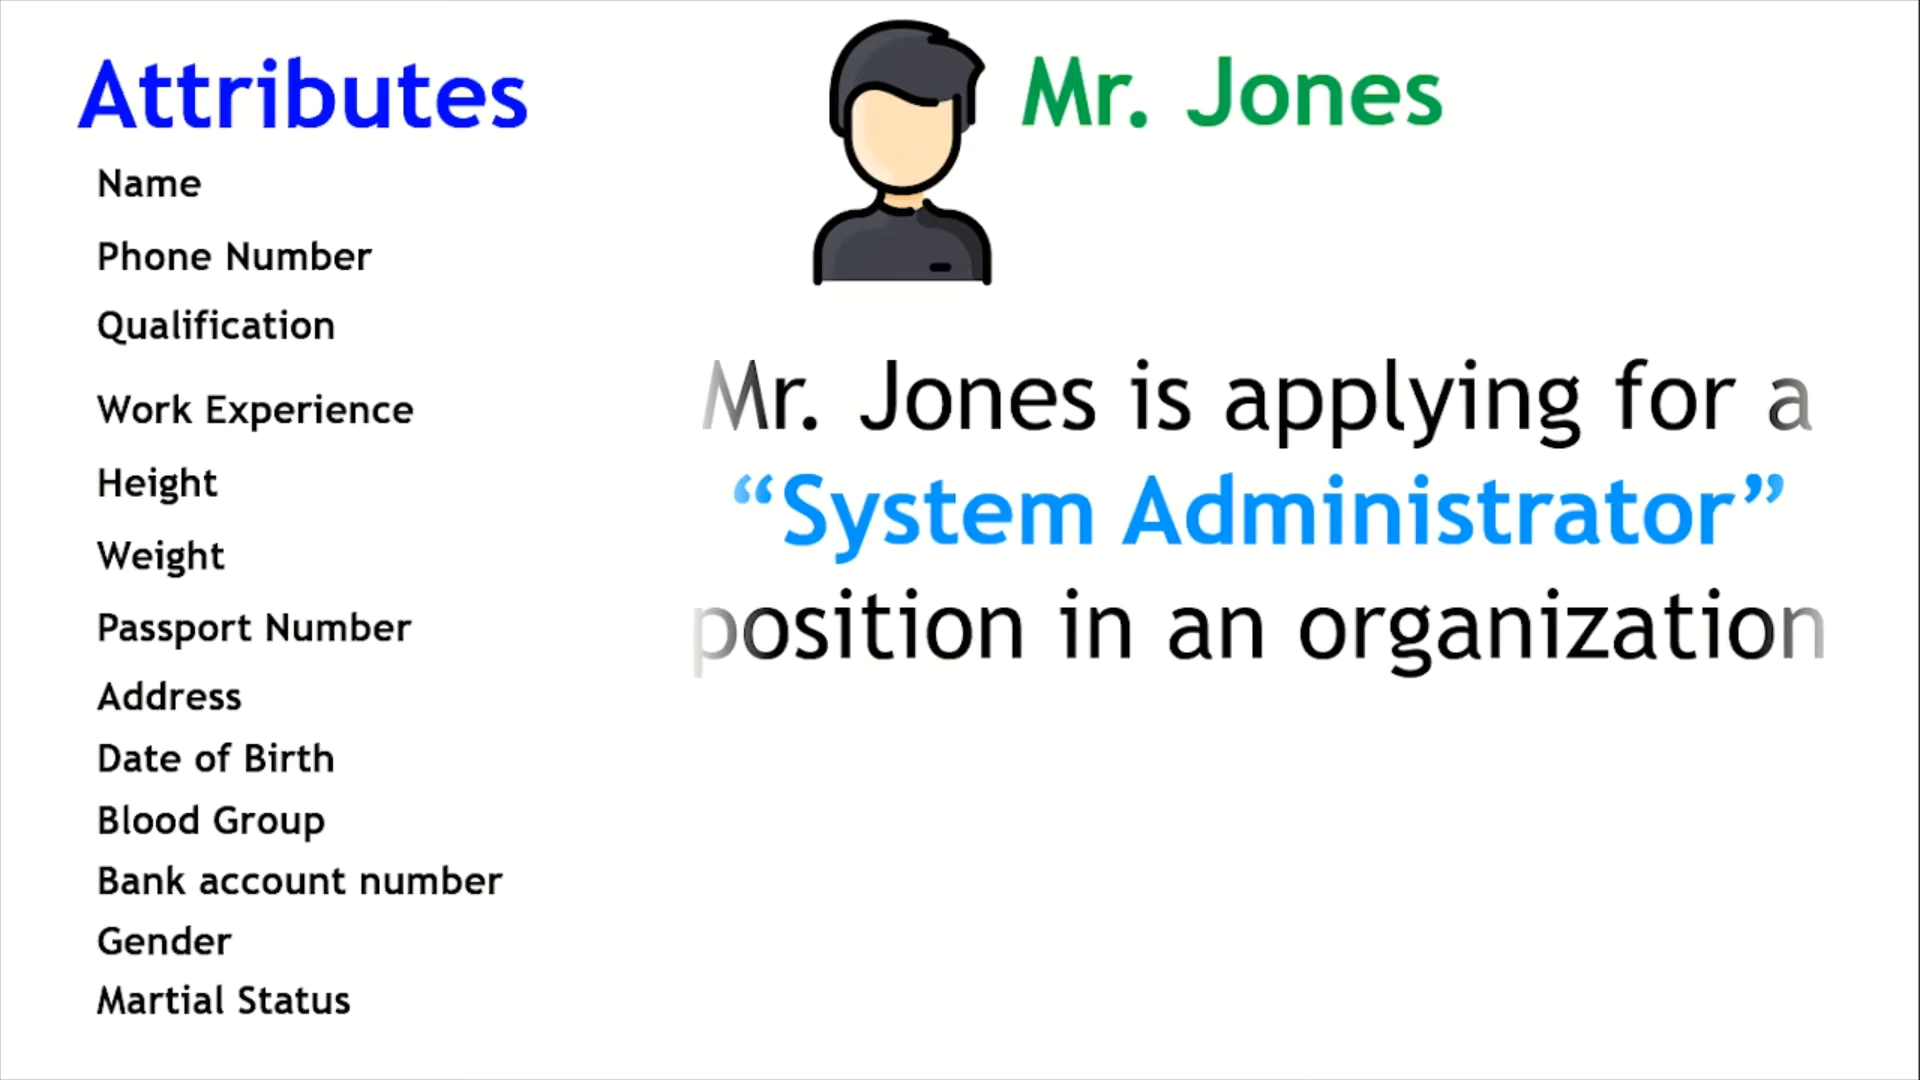 Attributes
Name
Phone Number
Qualification
Work Experience
Height
Weight
Passport Number
Address
Date of Birth
Blood Group
Bank account number
Gender
Martial Status
Mr. Jones
Mr. Jones is applying for a
“System Administrator”
position in an organization